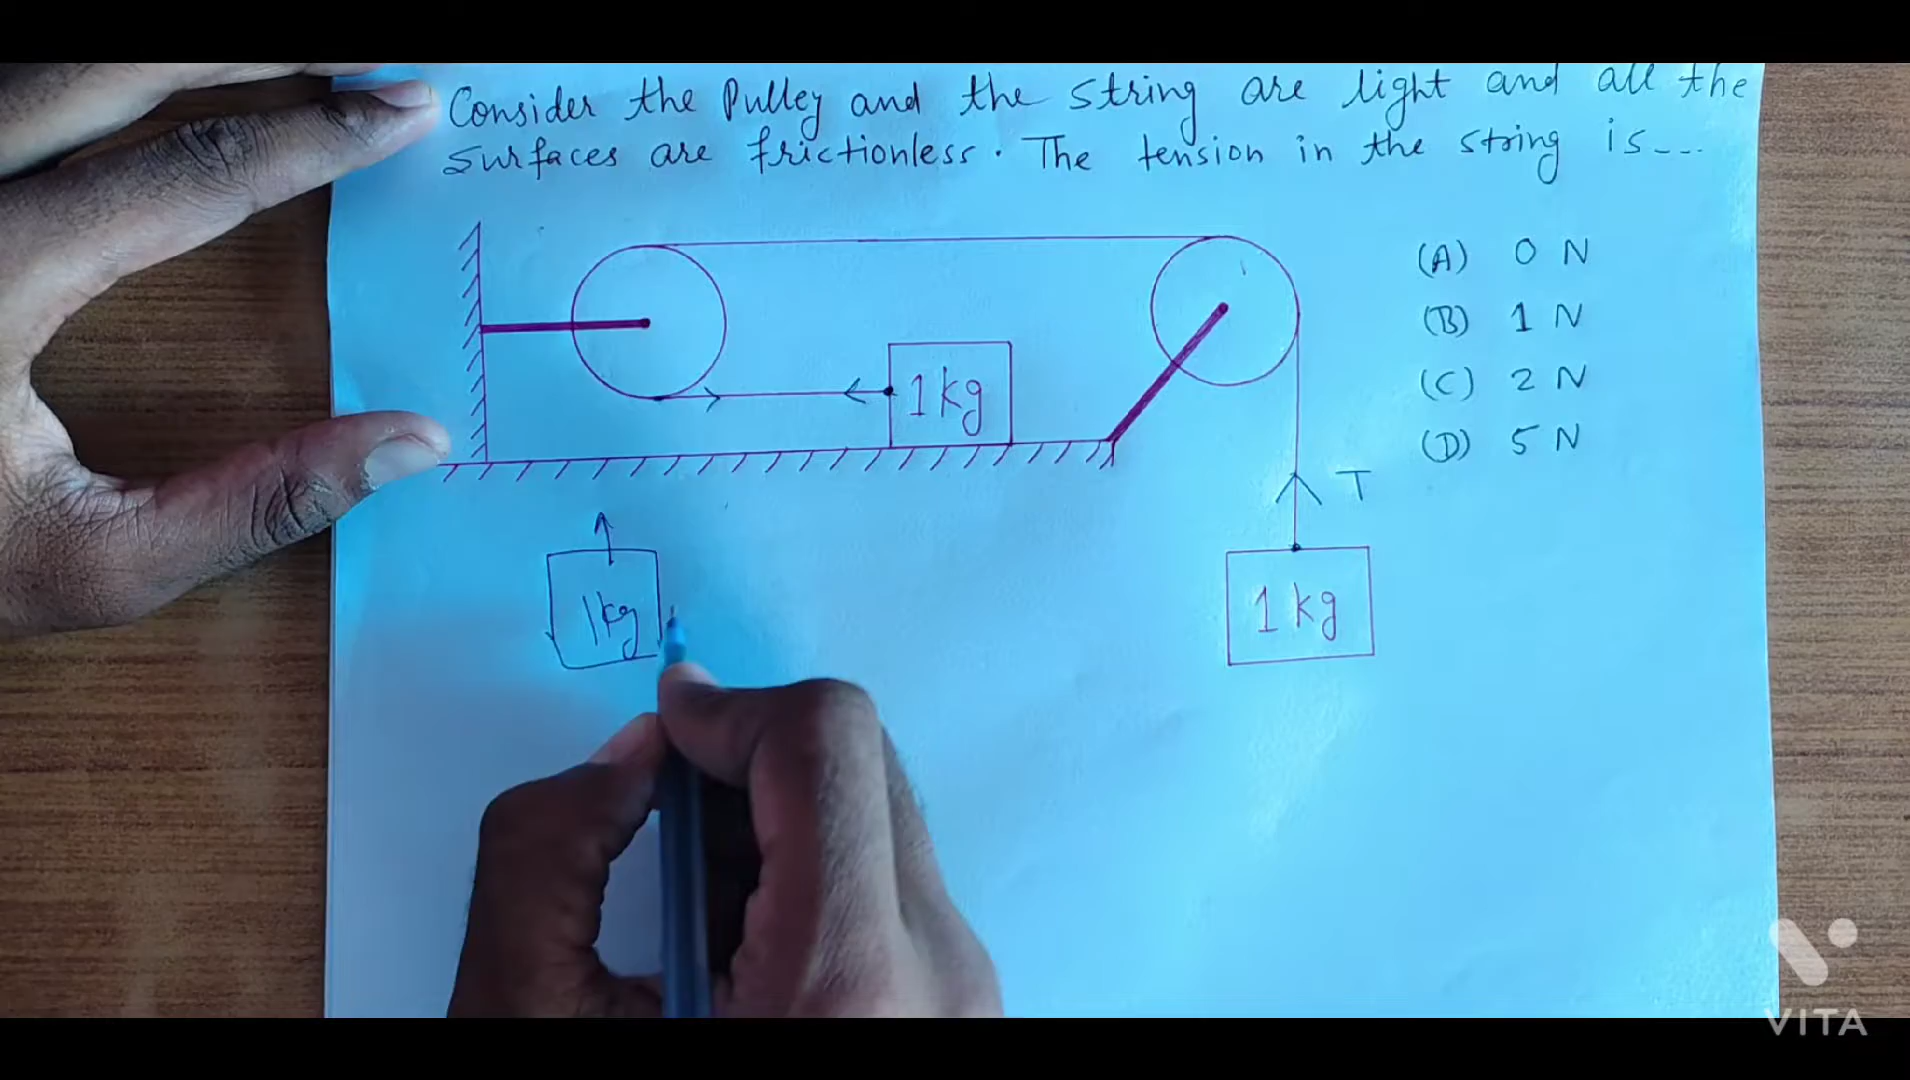 Consider the Pulley and the string are light and all the
surfaces are frictionless. The tension in the string is---
(A) 0 N
(B) 1 N
(C) 2 N
(D) 5 N
1kg
T
1kg
1 kg
VITA